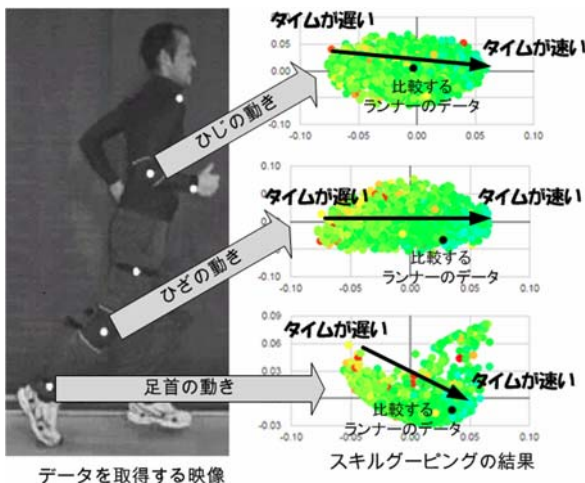 タイムが遅い
タイムが速い
比較する
ランナーのデータ
0.10
0.05
0.00
-0.10
-0.10
-0.05
0.00
0.05
0.10
ひじの動き
タイムが遅い
タイムが速い
比較する
ランナーのデータ
0.10
-0.10
-0.10
-0.05
0.00
0.05
0.10
ひざの動き
タイムが遅い
タイムが速い
比較する
ランナーのデータ
0.09
0.06
0.00
-0.03
-0.10
-0.05
0.00
0.05
0.10
足首の動き
データを取得する映像
スキルグーピングの結果